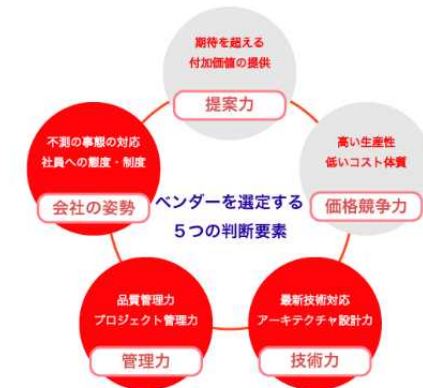 期待を超える
付加価値の提供
提案力
不測の事態の対応
社員への態度・制度
会社の姿勢
高い生産性
低いコスト体質
価格競争力
ベンダーを選定する
5つの判断要素
品質管理力
プロジェクト管理力
管理力
最新技術対応
アーキテクチャ設計力
技術力